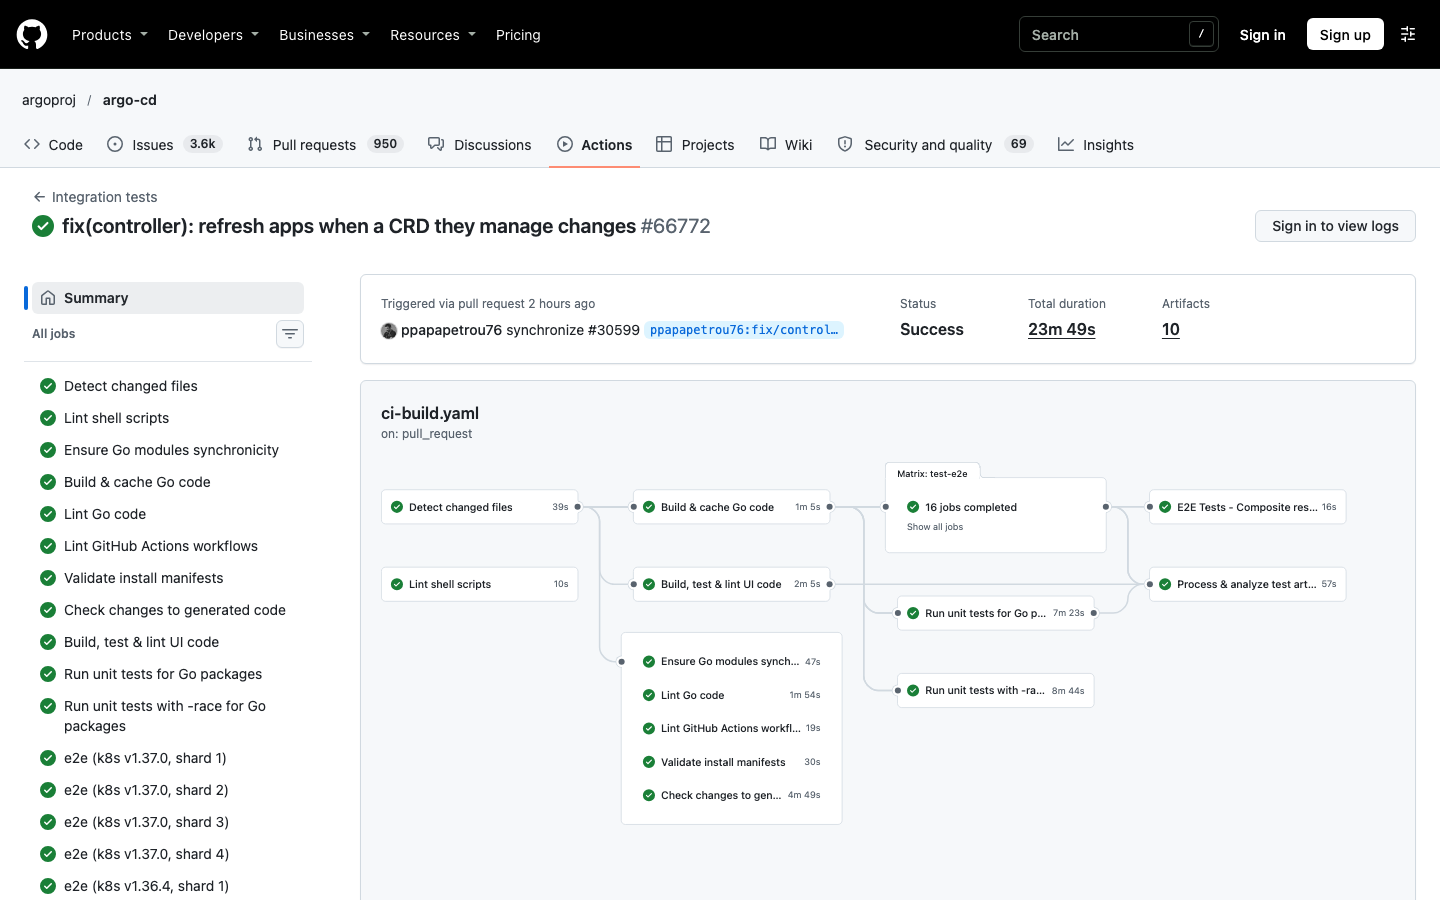 Products
Developers
Businesses
Resources
Pricing
Search
/
Sign in
Sign up
argoproj / argo-cd
Code
Issues 3.6k
Pull requests 950
Discussions
Actions
Projects
Wiki
Security and quality 69
Insights
← Integration tests
fix(controller): refresh apps when a CRD they manage changes #66772
Sign in to view logs
Summary
All jobs
Detect changed files
Lint shell scripts
Ensure Go modules synchronicity
Build & cache Go code
Lint Go code
Lint GitHub Actions workflows
Validate install manifests
Check changes to generated code
Build, test & lint UI code
Run unit tests for Go packages
Run unit tests with -race for Go
packages
e2e (k8s v1.37.0, shard 1)
e2e (k8s v1.37.0, shard 2)
e2e (k8s v1.37.0, shard 3)
e2e (k8s v1.37.0, shard 4)
e2e (k8s v1.36.4, shard 1)
Triggered via pull request 2 hours ago
ppapapetrou76 synchronize #30599 ppapapetrou76:fix/control…
Status
Success
Total duration
23m 49s
Artifacts
10
ci-build.yaml
on: pull_request
Detect changed files 39s
Lint shell scripts 10s
Build & cache Go code 1m 5s
Build, test & lint UI code 2m 5s
Ensure Go modules synch... 47s
Lint Go code 1m 54s
Lint GitHub Actions workfl... 19s
Validate install manifests 30s
Check changes to gen... 4m 49s
Matrix: test-e2e
16 jobs completed
Show all jobs
Run unit tests for Go p... 7m 23s
Run unit tests with -ra... 8m 44s
E2E Tests - Composite res... 16s
Process & analyze test art... 57s